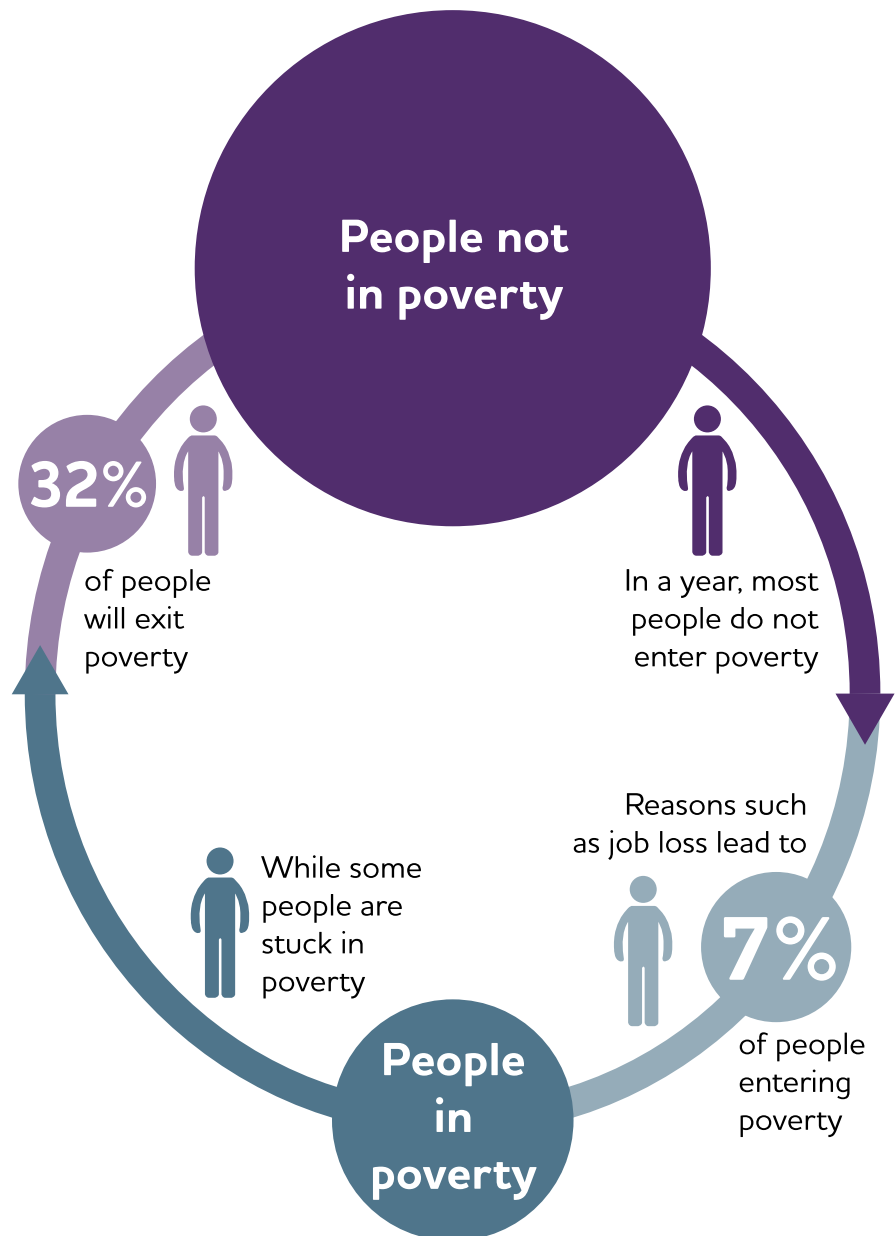 People not
in poverty
32%
of people
will exit
poverty
In a year, most
people do not
enter poverty
Reasons such
as job loss lead to
7%
of people
entering
poverty
While some
people are
stuck in
poverty
People
in
poverty